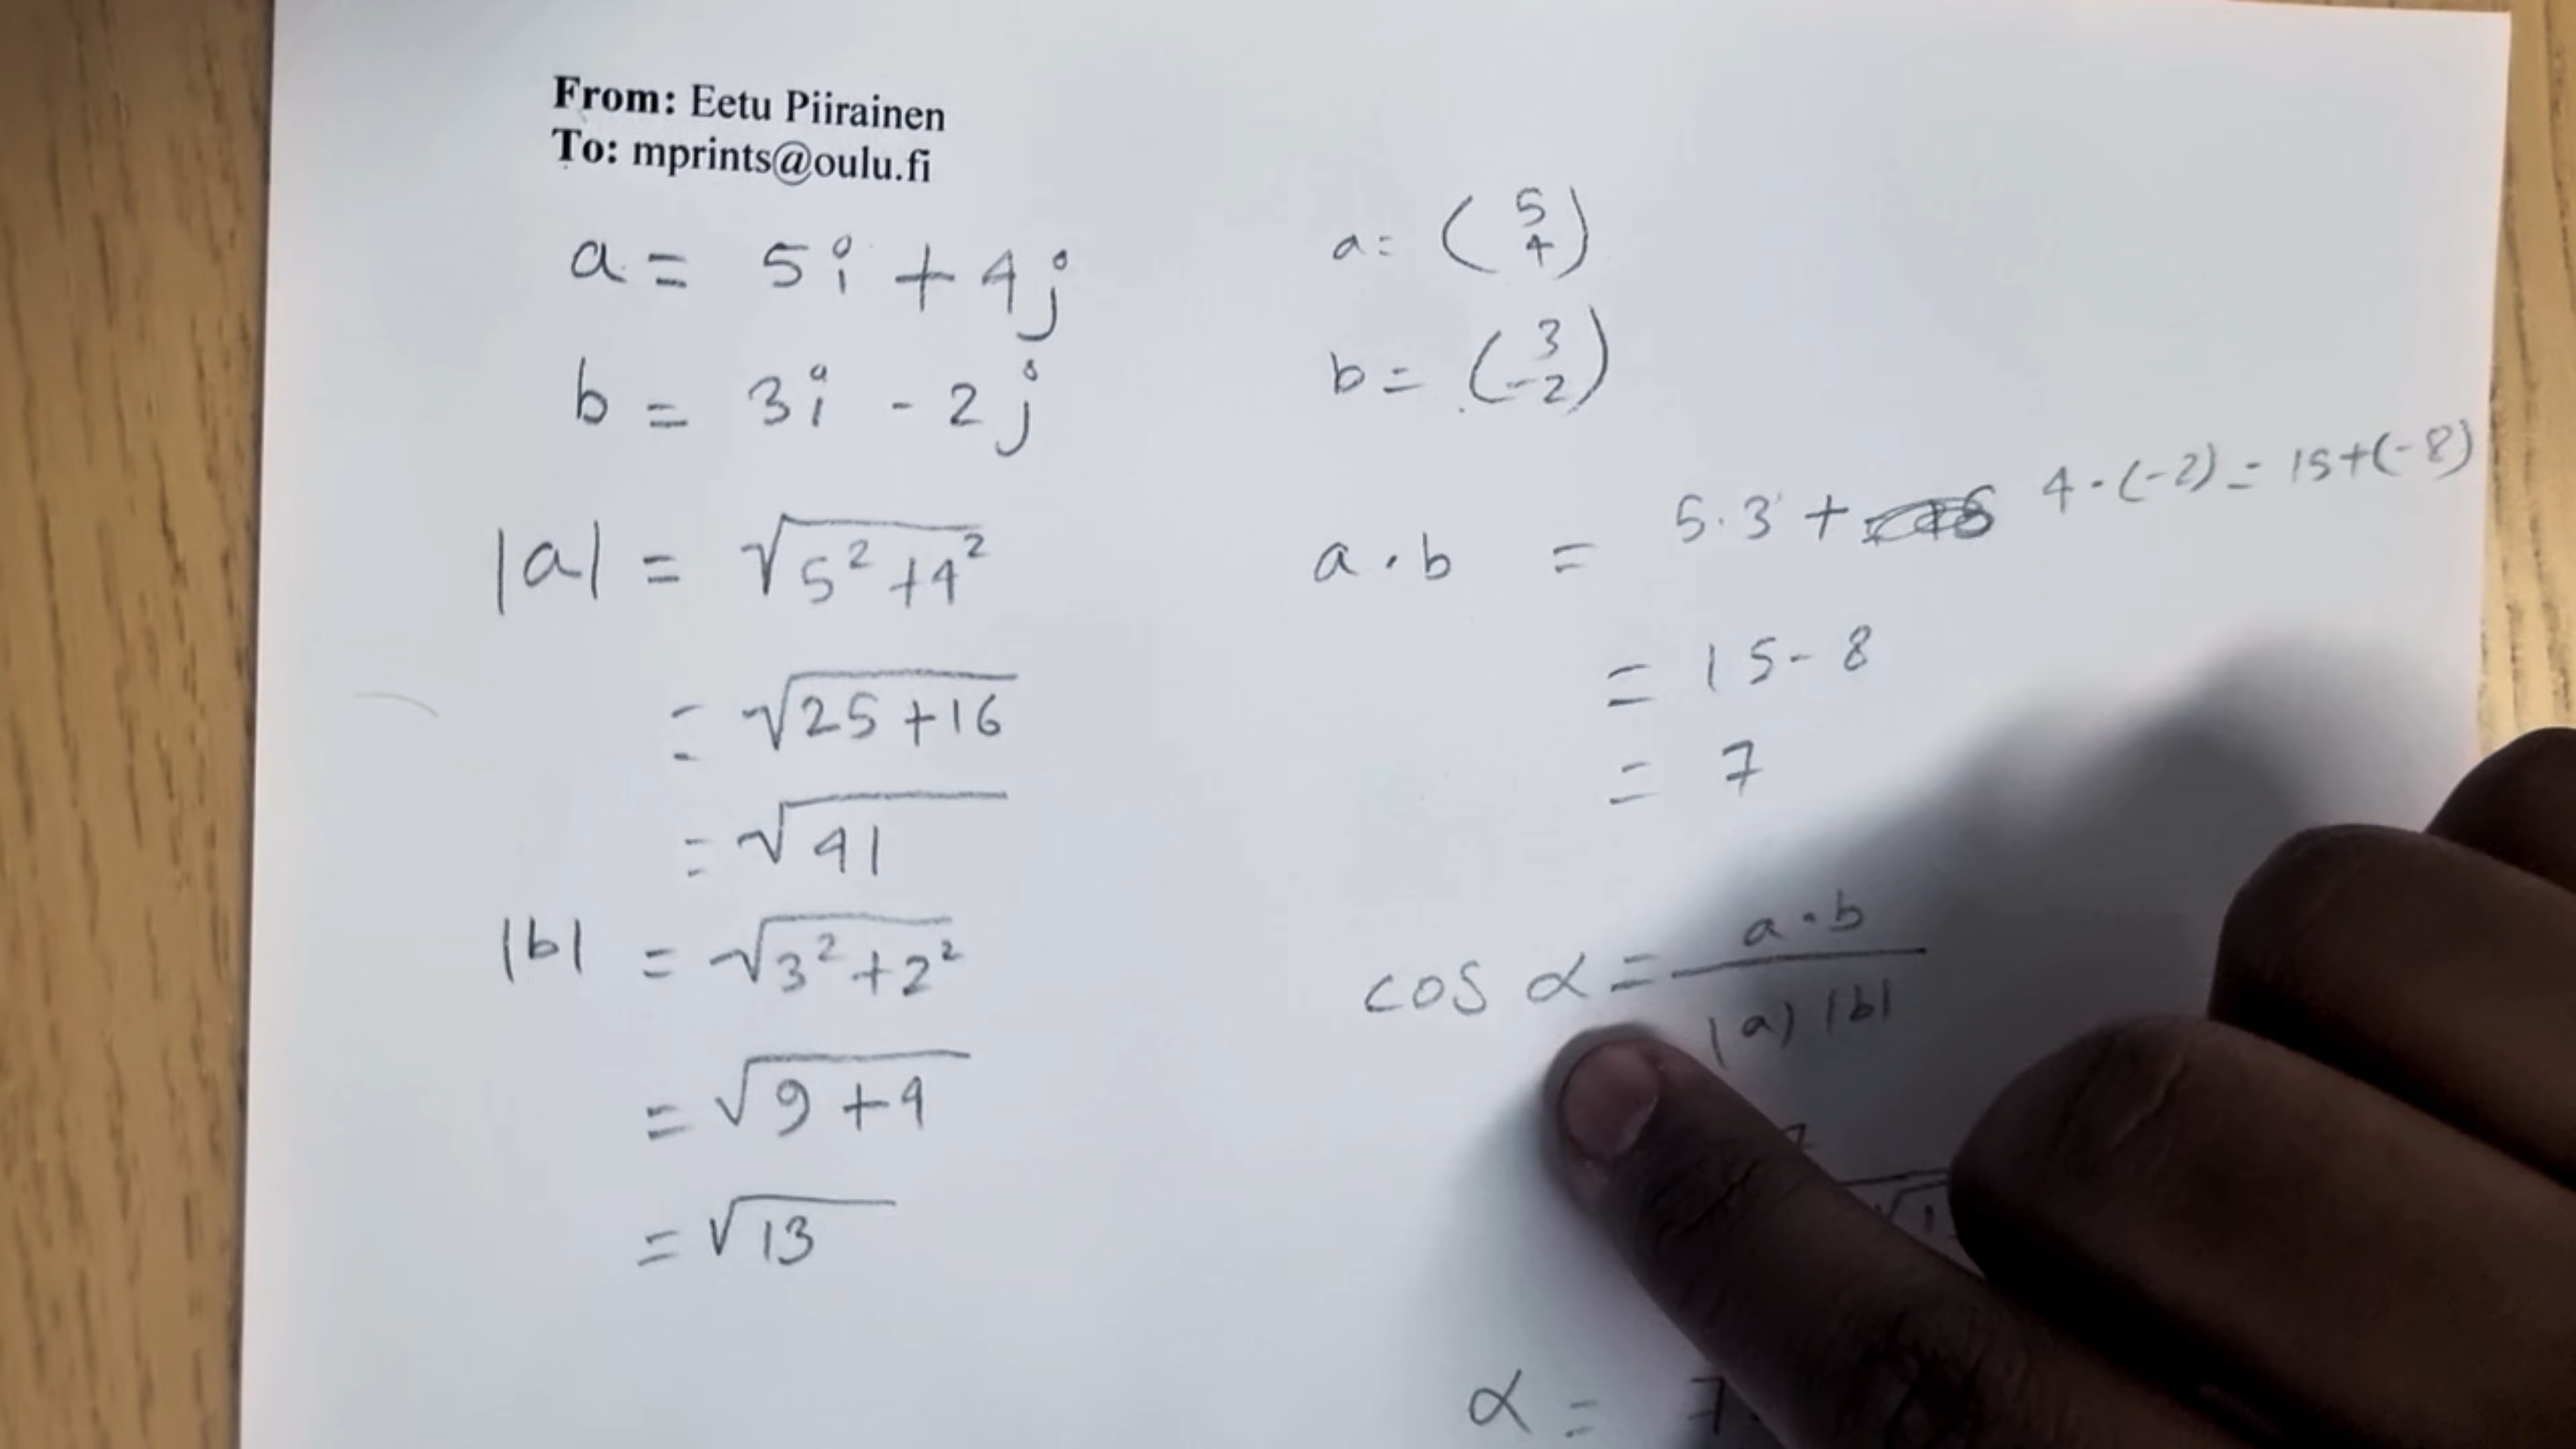 From: Eetu Piirainen
To: mprints@oulu.fi
a = 5i + 4j
b = 3i - 2j
|a| = √5² + 4²
= √25 + 16
= √41
|b| = √3² + 2²
= √9 + 4
= √13
a = (5 4)
b = (3 -2)
a · b = 5·3 + 4·(-2) = 15+(-8)
= 15 - 8
= 7
cos α = a·b / |a| |b|
α = 7